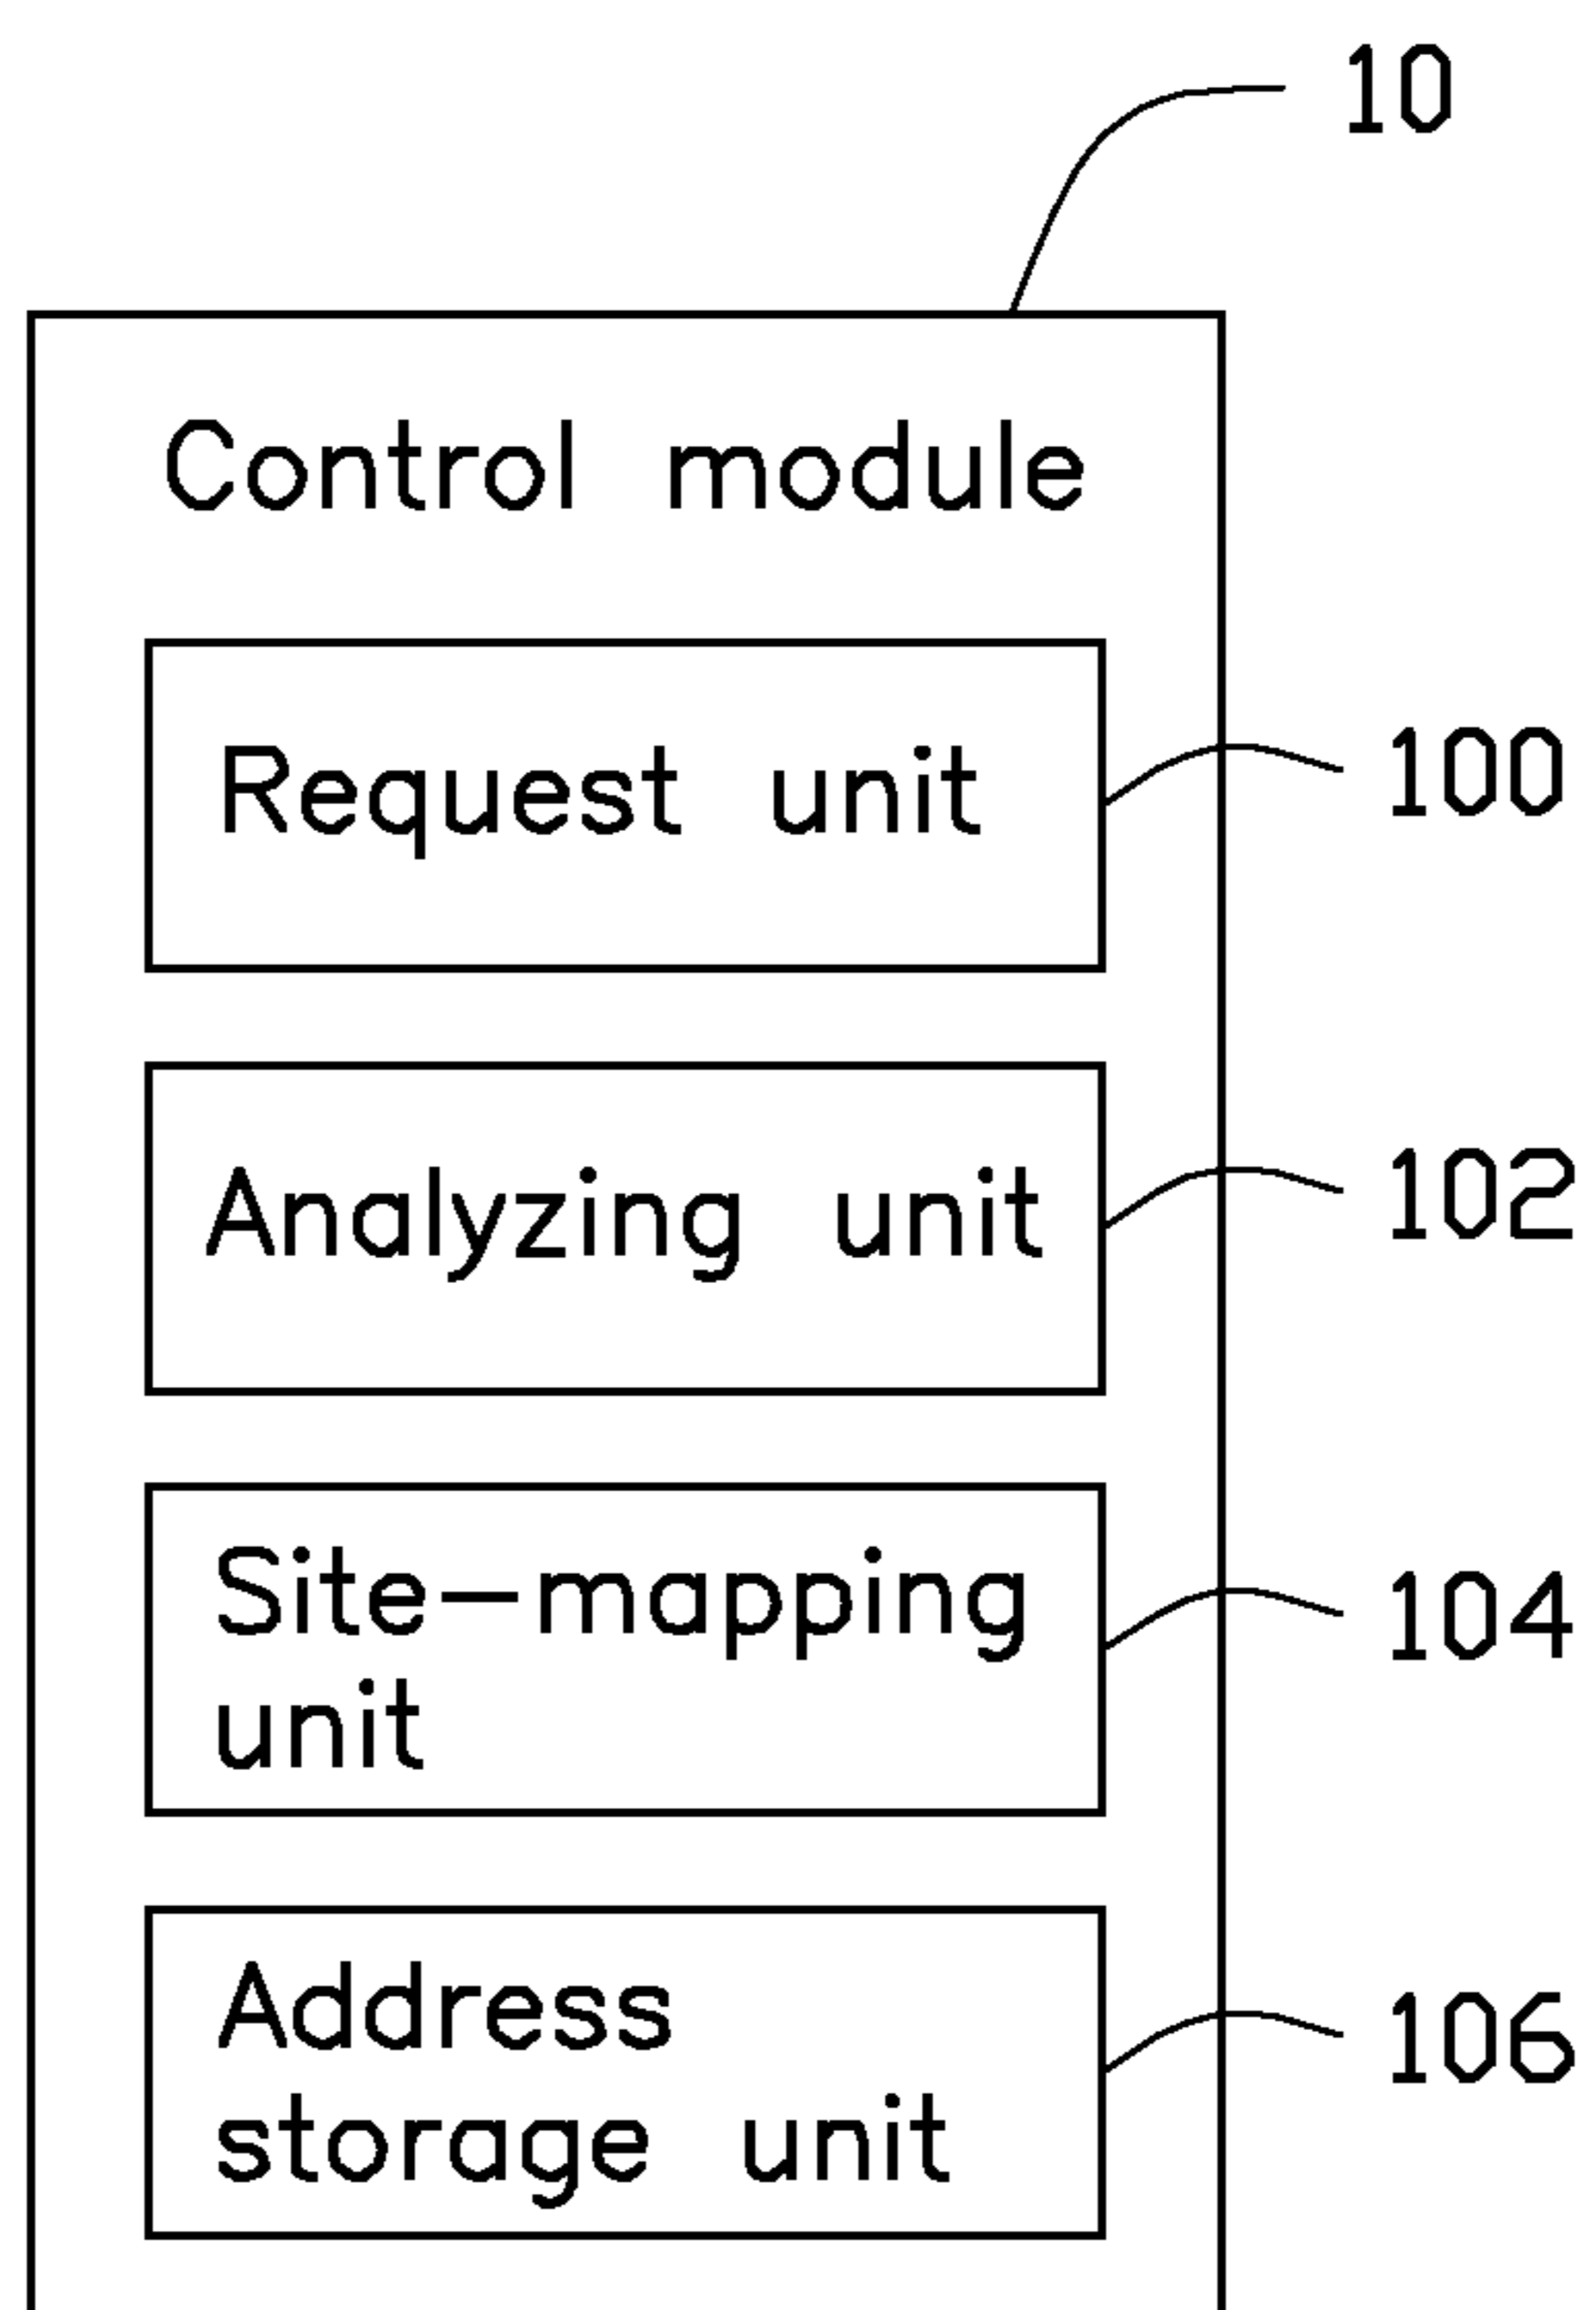 10
Control module
Request unit
100
Analyzing unit
102
Site-mapping
unit
104
Address
storage unit
106